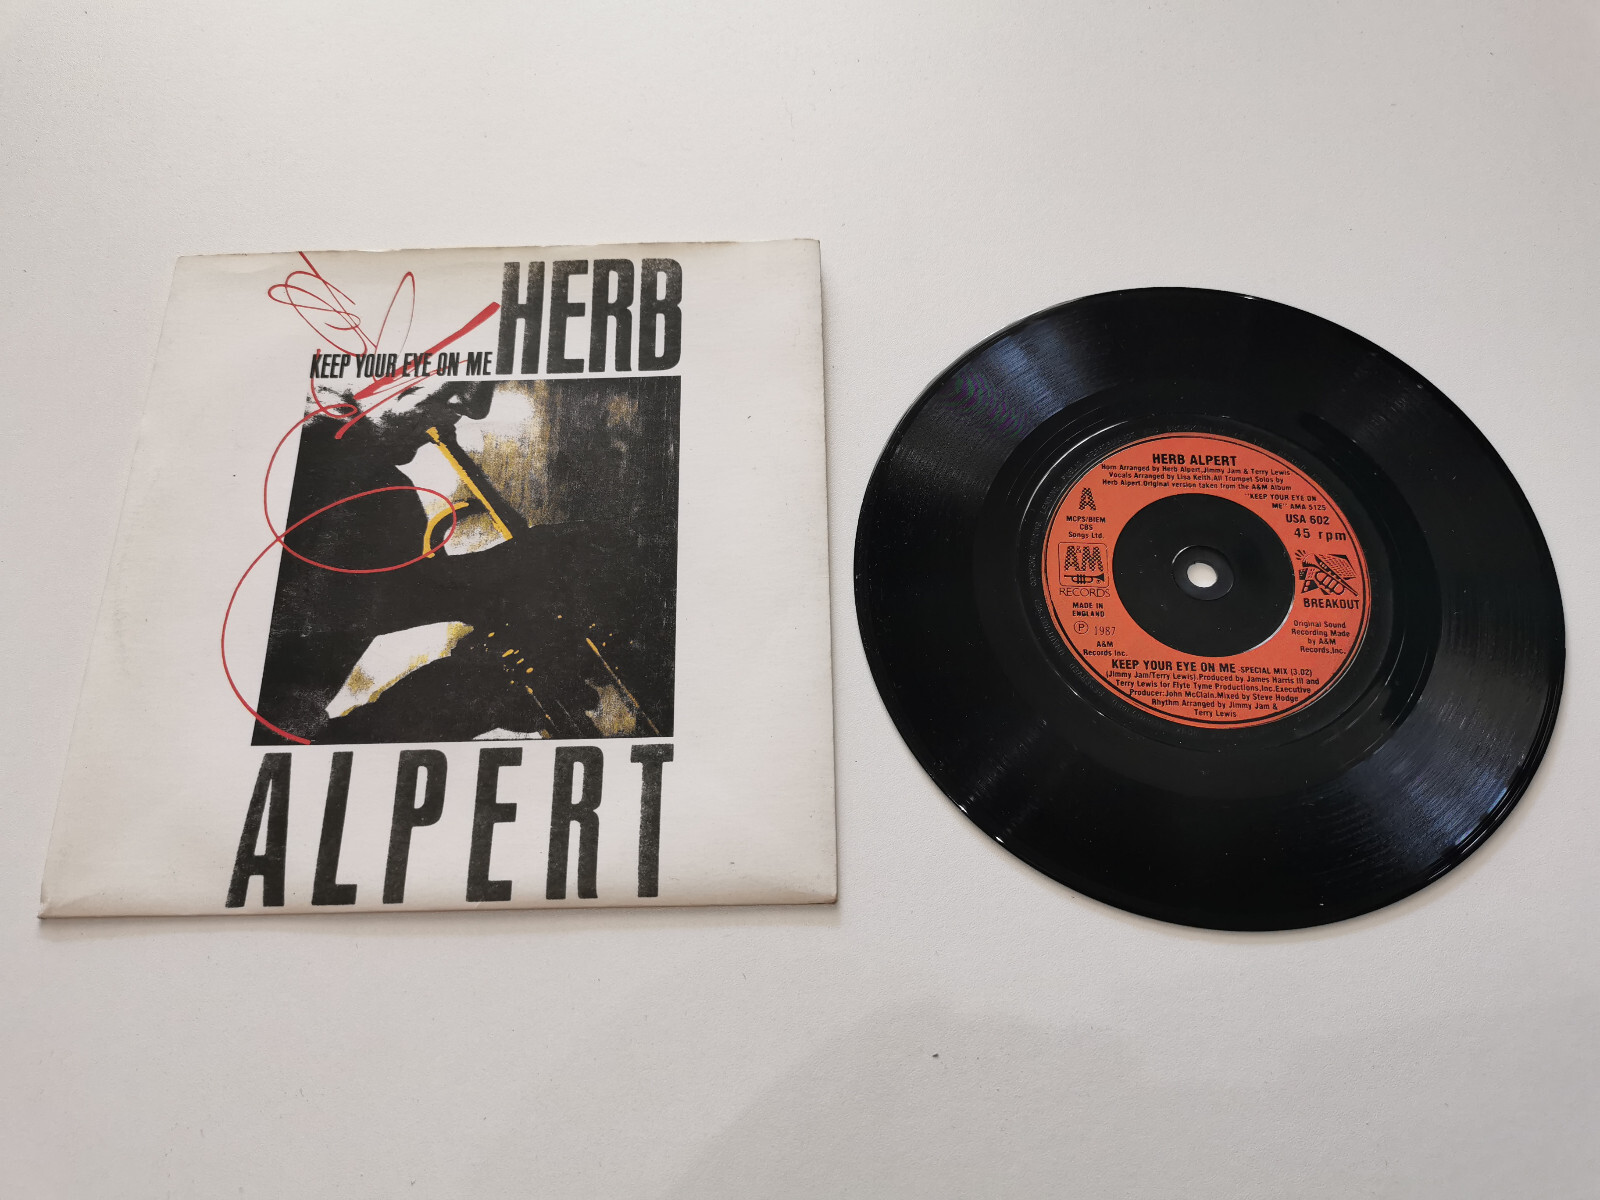 HERB
KEEP YOUR EYE ON ME
ALPERT
HERB ALPERT
Horn Arranged by Herb Alpert,Jimmy Jam & Terry Lewis-
Vocals Arranged by Lisa Keith.All Trumpet Solos by
Herb Alpert.Original version taken from the A&M Album
"KEEP YOUR EYE ON
ME" AMA 5125
A
MCPS/BIEM
CBS
Songs Ltd.
USA 602
45 rpm
A&M
RECORDS
MADE IN
ENGLAND
℗ 1987
A&M
Records Inc.
BREAKOUT
Original Sound
Recording Made
by A&M
Records,Inc.
KEEP YOUR EYE ON ME -SPECIAL MIX (3.02)
(Jimmy Jam/Terry Lewis).Produced by James Harris III and
Terry Lewis for Flyte Tyme Productions,Inc.Executive
Producer:John McClain.Mixed by Steve Hodge
Rhythm Arranged by Jimmy Jam &
Terry Lewis